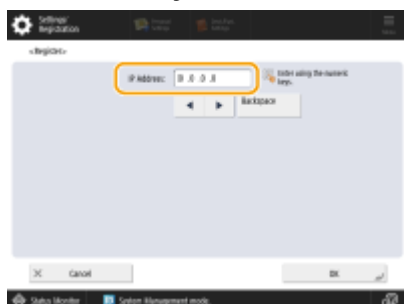 Settings/
Registration
<Register>
IP Address:
0 .0 .0 .0
Enter using the numeric
keys.
Backspace
Cancel
OK
Status Monitor
System Management mode